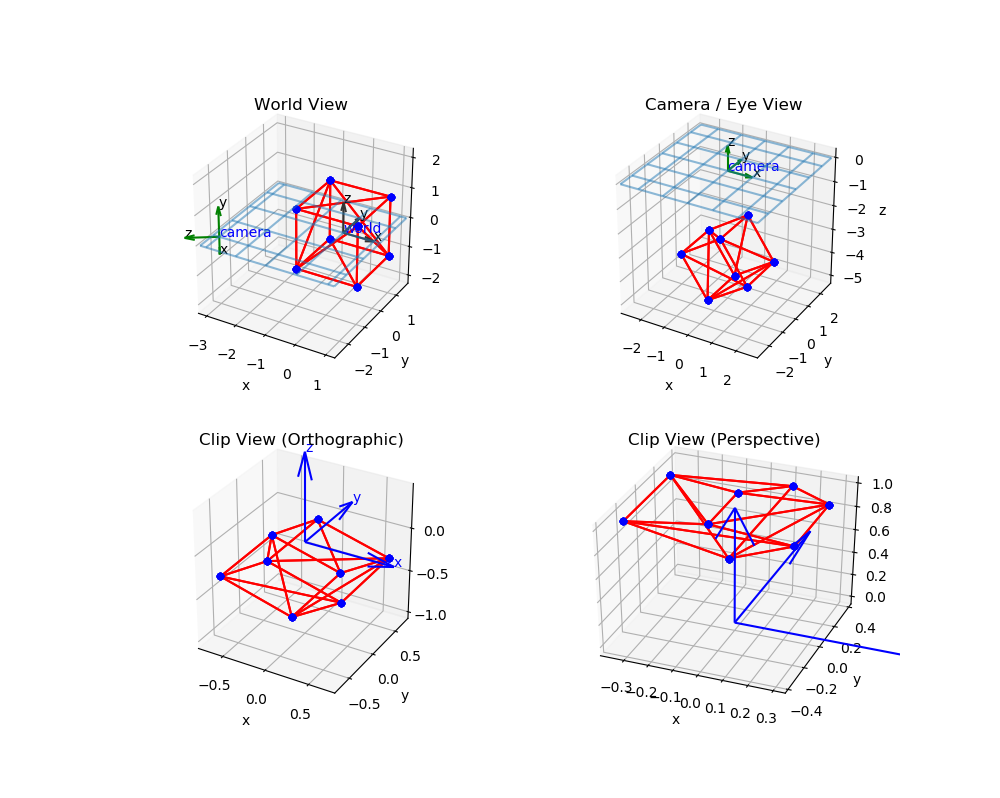 World View
2
1
0
−1
−2
z
y
x
world
y
z
camera
x
−3
−2
−1
0
1
x
−2
−1
0
1
y
Camera / Eye View
z
y
camera
x
0
−1
−2
−3
−4
−5
z
−2
−1
0
1
2
x
−2
−1
0
1
2
y
Clip View (Orthographic)
z
y
x
0.0
−0.5
−1.0
−0.5
0.0
0.5
x
−0.5
0.0
0.5
y
Clip View (Perspective)
1.0
0.8
0.6
0.4
0.2
0.0
−0.3
−0.2
−0.1
0.0
0.1
0.2
0.3
x
−0.4
−0.2
0.0
0.2
0.4
y